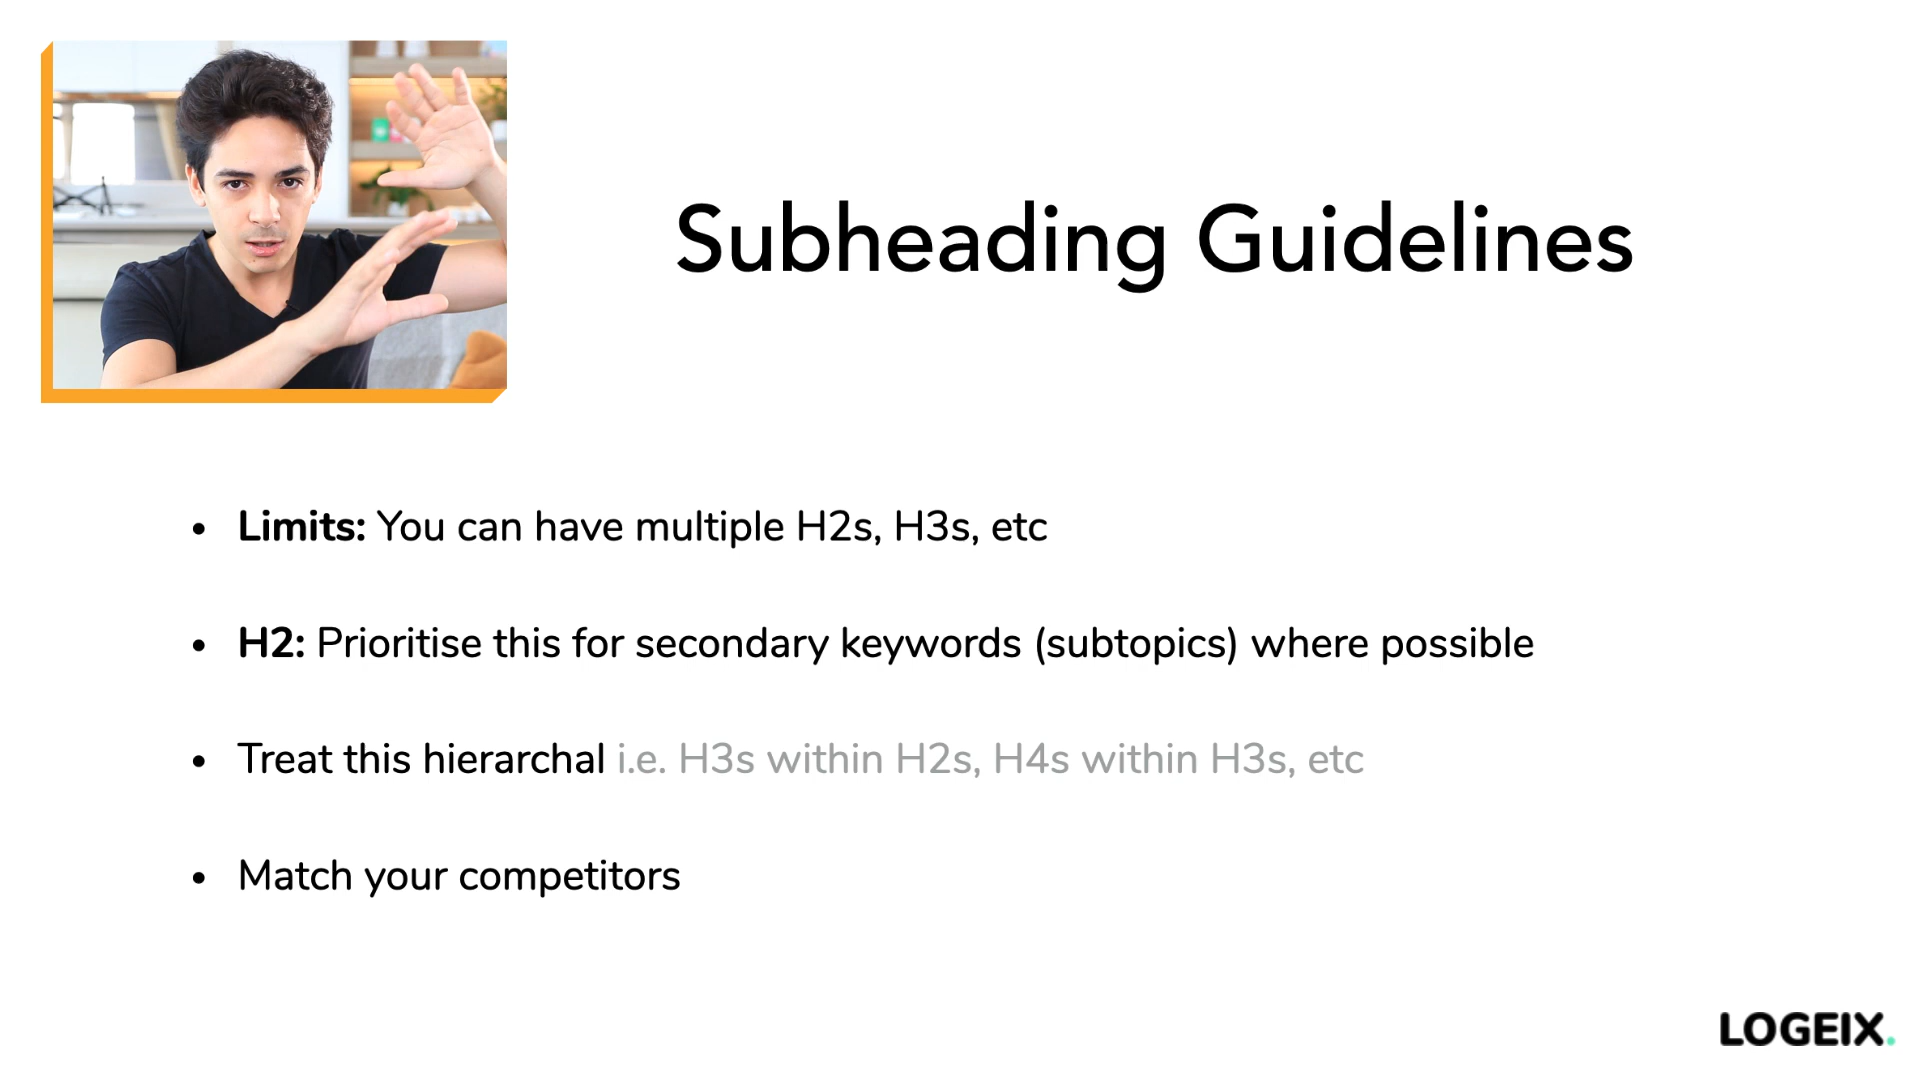 Subheading Guidelines
• Limits: You can have multiple H2s, H3s, etc
• H2: Prioritise this for secondary keywords (subtopics) where possible
• Treat this hierarchal i.e. H3s within H2s, H4s within H3s, etc
• Match your competitors
LOGEIX.